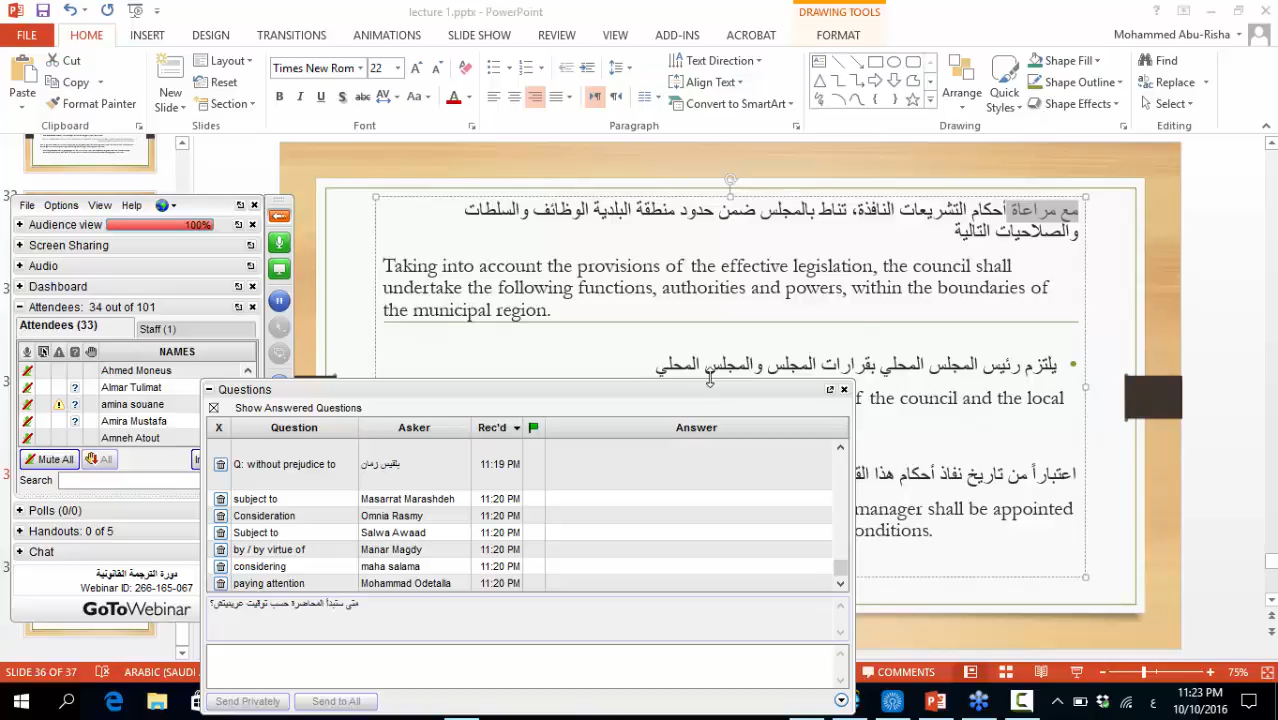 lecture 1.pptx - PowerPoint
DRAWING TOOLS
FILE HOME INSERT DESIGN TRANSITIONS ANIMATIONS SLIDE SHOW REVIEW VIEW ADD-INS ACROBAT FORMAT Mohammed Abu-Risha
Paste Cut Copy Format Painter
New Slide Layout Reset Section
Times New Rom 22
Text Direction Align Text Convert to SmartArt
Arrange Quick Styles Shape Fill Shape Outline Shape Effects
Find Replace Select
Clipboard Slides Font Paragraph Drawing Editing
مع مراعاة أحكام التشريعات النافذة، تناط بالمجلس ضمن حدود منطقة البلدية الوظائف والسلطات
والصلاحيات التالية
Taking into account the provisions of the effective legislation, the council shall
undertake the following functions, authorities and powers, within the boundaries of
the municipal region.
يلتزم رئيس المجلس المحلي بقرارات المجلس والمجلس المحلي
of the council and the local
اعتباراً من تاريخ نفاذ أحكام هذا
manager shall be appointed
onditions.
File Options View Help
Audience view 100%
Screen Sharing
Audio
Dashboard
Attendees: 34 out of 101
Attendees (33) Staff (1)
NAMES
Ahmed Moneus
Almar Tulimat
amina souane
Amira Mustafa
Amneh Atout
Mute All All
Search
Polls (0/0)
Handouts: 0 of 5
Chat
دورة الترجمة القانونية
Webinar ID: 266-165-067
GoToWebinar
Questions
Show Answered Questions
X Question Asker Rec'd Answer
Q: without prejudice to بلقيس زمان 11:19 PM
subject to Masarrat Marashdeh 11:20 PM
Consideration Omnia Rasmy 11:20 PM
Subject to Salwa Awaad 11:20 PM
by / by virtue of Manar Magdy 11:20 PM
considering maha salama 11:20 PM
paying attention Mohammad Odetalla 11:20 PM
متى ستبدأ المحاضرة حسب توقيت غرينيتش؟
Send Privately Send to All
SLIDE 36 OF 37 ARABIC (SAUDI COMMENTS 75%
ع 11:23 PM
10/10/2016